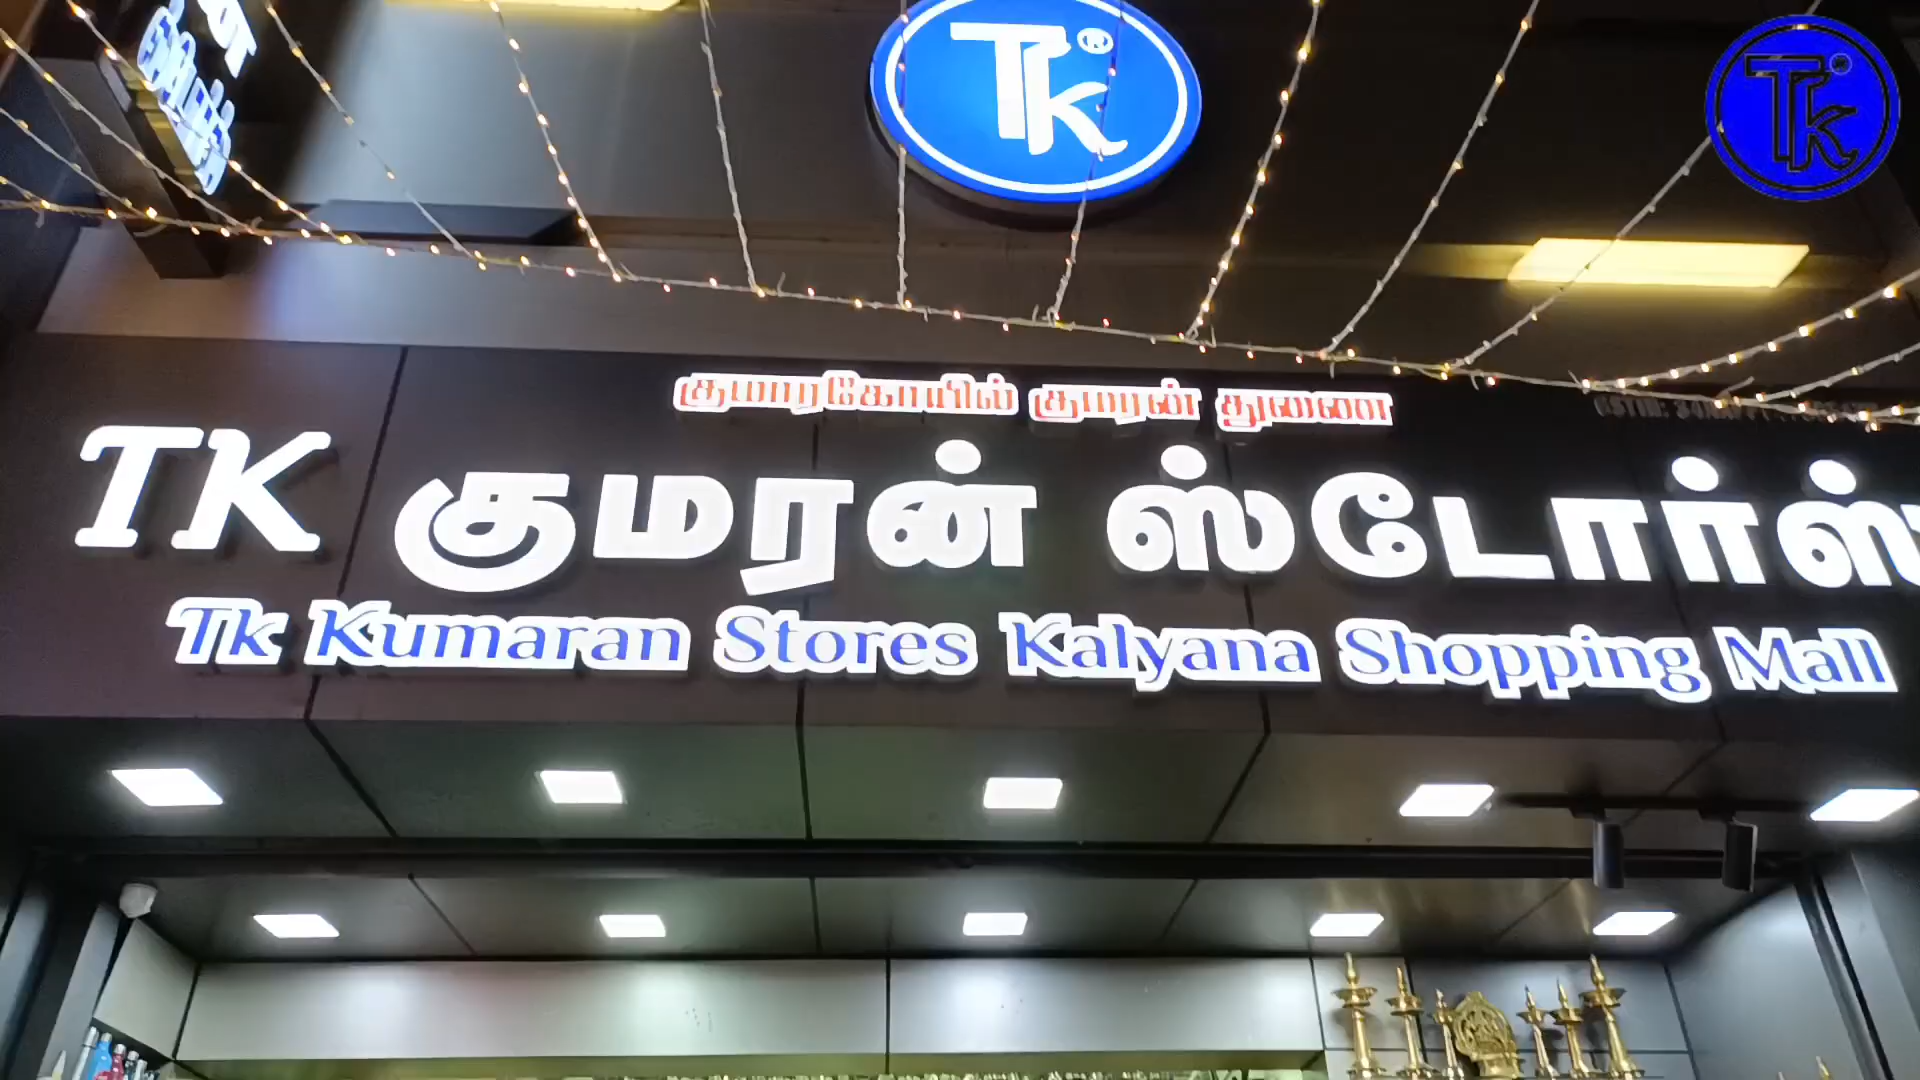 Tk®
Tk
குமாரகோயில் குமரன் துணை
TK குமரன் ஸ்டோர்ஸ்
Tk Kumaran Stores Kalyana Shopping Mall